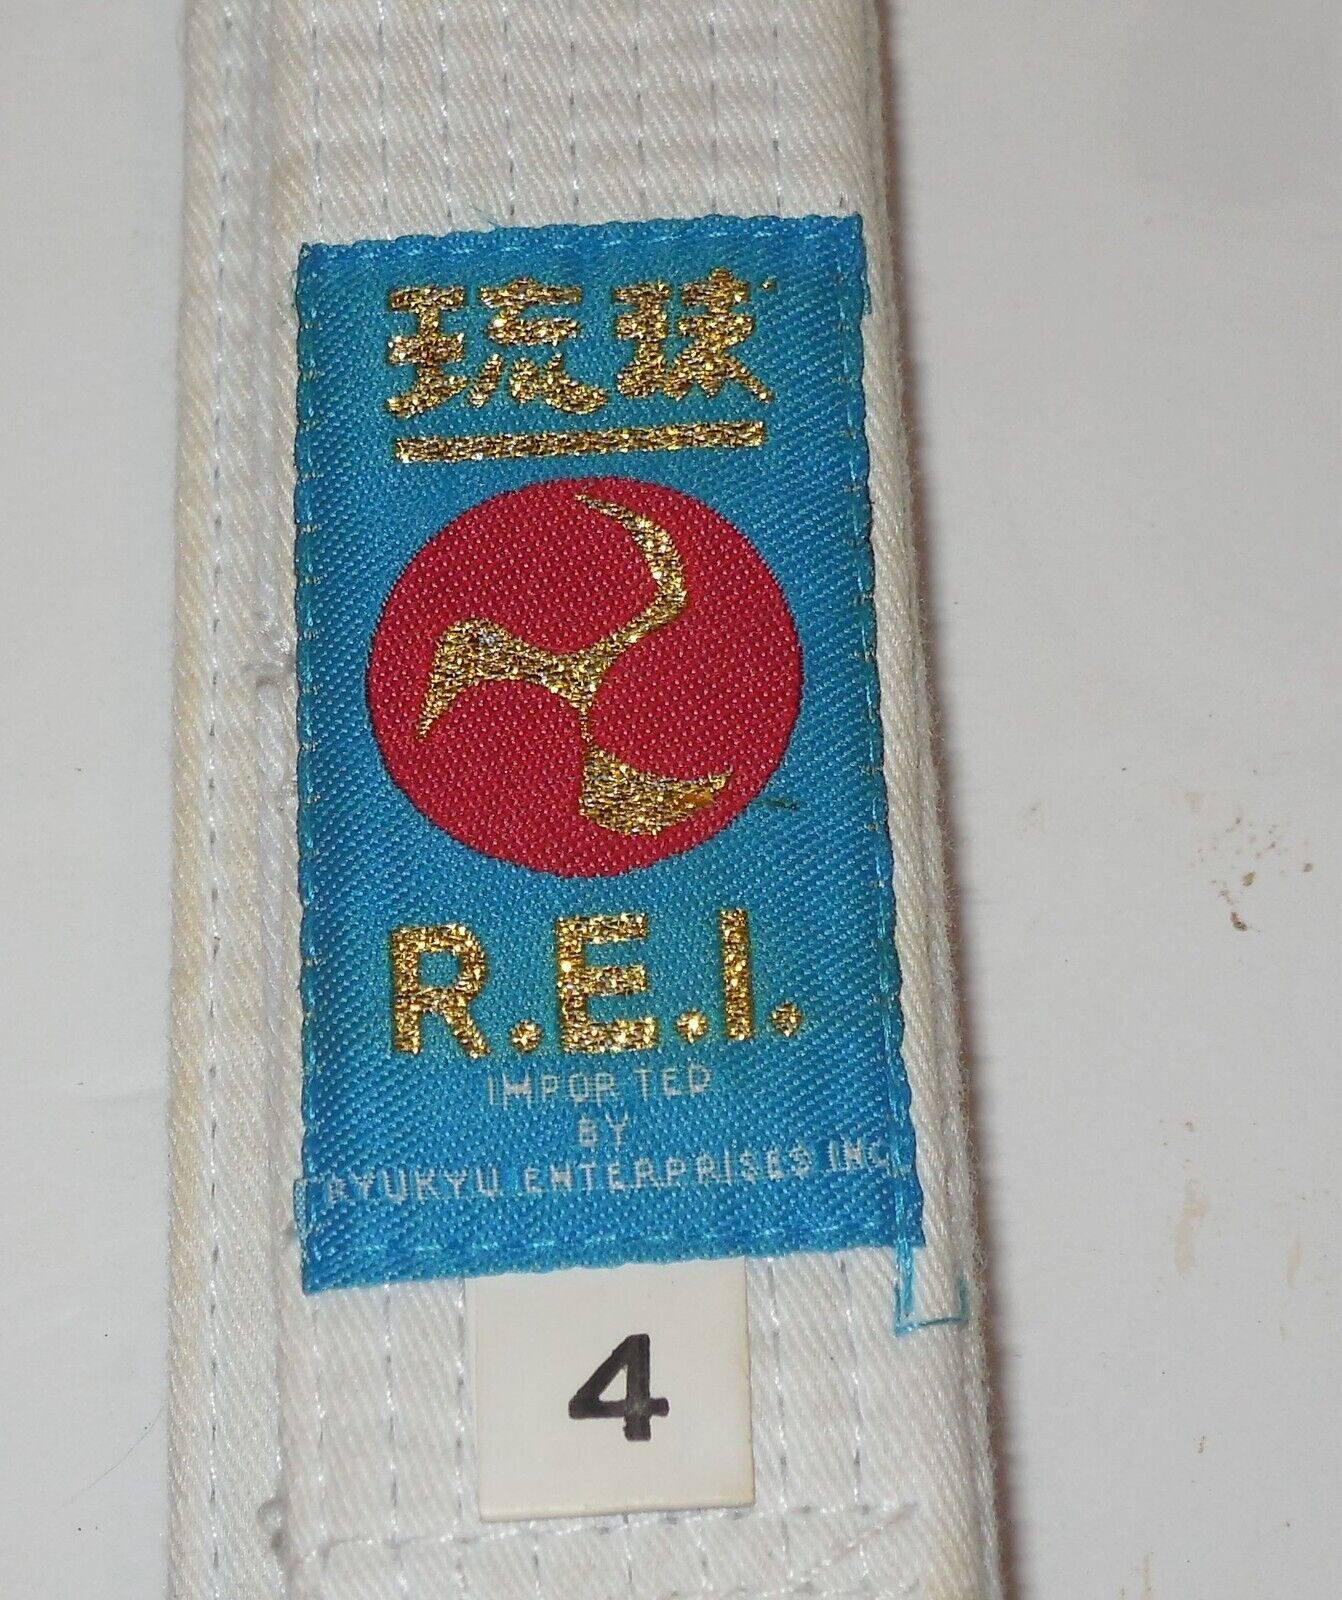 琉球
R.E.I.
IMPORTED
BY
RYUKYU ENTERPRISES INC.
4